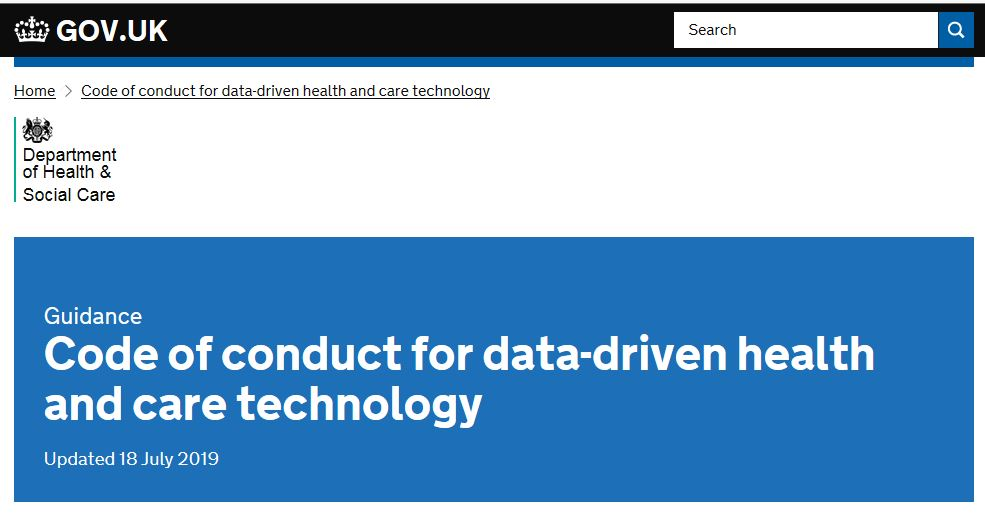 GOV.UK
Search
Home > Code of conduct for data-driven health and care technology
Department
of Health &
Social Care
Guidance
Code of conduct for data-driven health
and care technology
Updated 18 July 2019